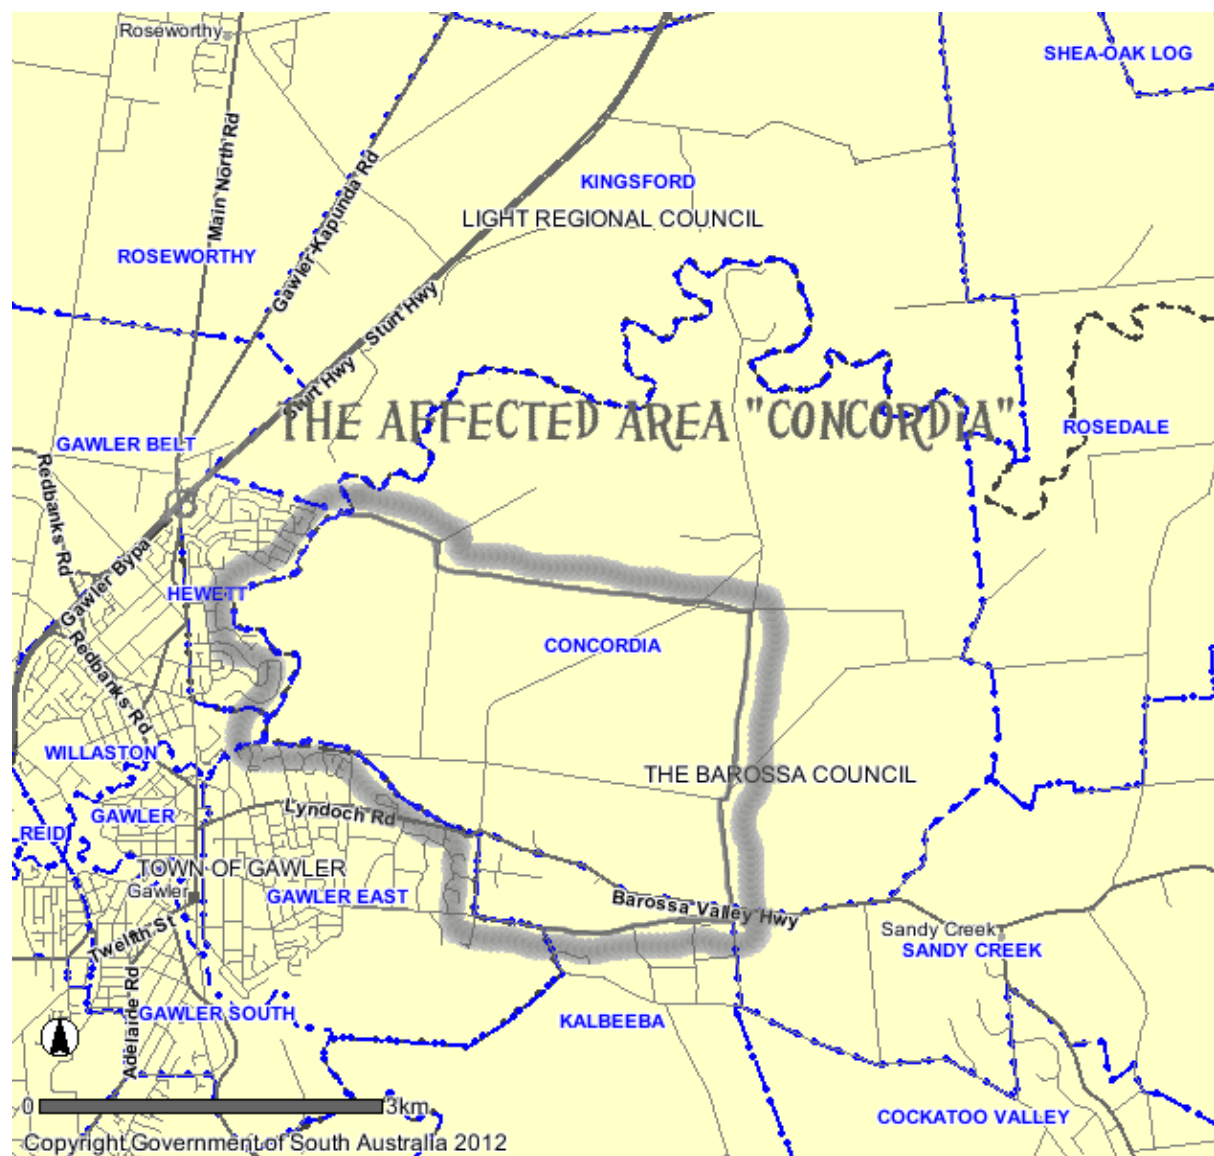 Roseworthy
SHEA-OAK LOG
Main North Rd
Gawler-Kapunda Rd
KINGSFORD
LIGHT REGIONAL COUNCIL
ROSEWORTHY
Sturt Hwy
Sturt Hwy
THE AFFECTED AREA "CONCORDIA"
ROSEDALE
GAWLER BELT
Redbanks Rd
Gawler Bypa
HEWETT
CONCORDIA
Redbanks Rd
WILLASTON
THE BAROSSA COUNCIL
GAWLER
Lyndoch Rd
REID
TOWN OF GAWLER
Gawler
GAWLER EAST
Barossa Valley Hwy
Twelfth St
Sandy Creek
SANDY CREEK
Adelaide Rd
GAWLER SOUTH
KALBEEBA
0 3km
COCKATOO VALLEY
Copyright Government of South Australia 2012